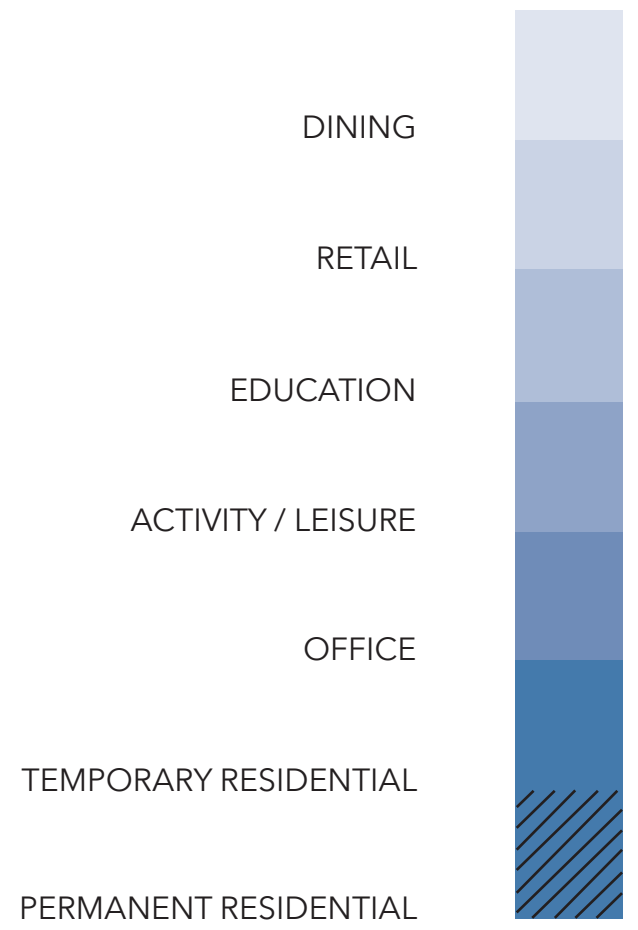 DINING
RETAIL
EDUCATION
ACTIVITY / LEISURE
OFFICE
TEMPORARY RESIDENTIAL
PERMANENT RESIDENTIAL